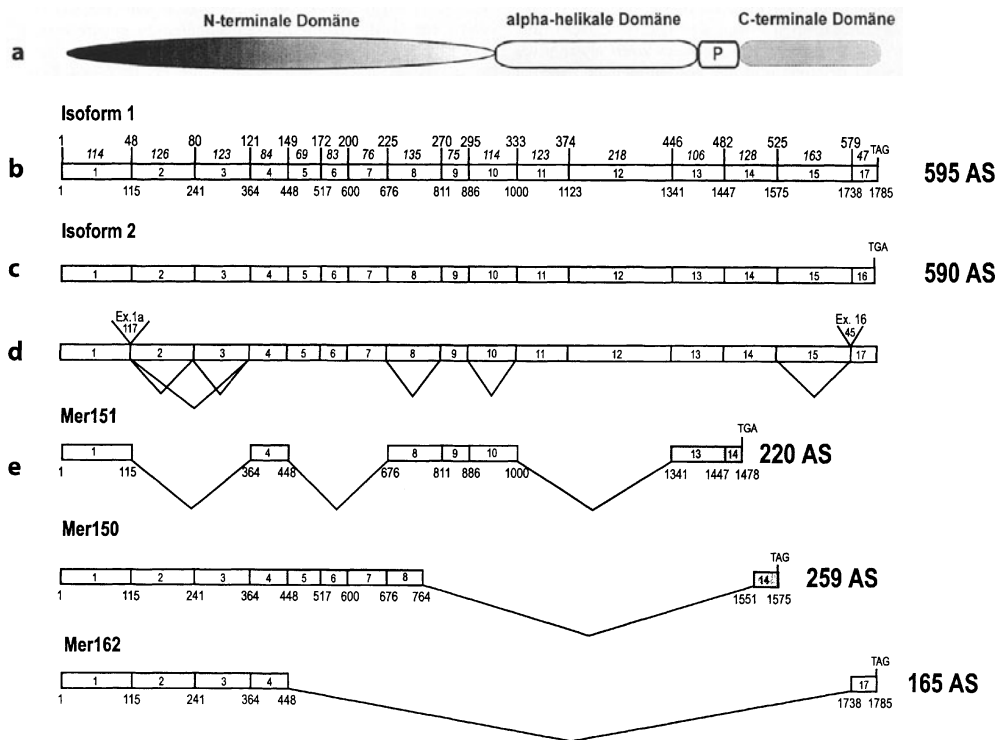 N-terminale Domäne alpha-helikale Domäne C-terminale Domäne
a P
Isoform 1
1 48 80 121 149 172 200 225 270 295 333 374 446 482 525 579
114 126 123 84 69 83 76 135 75 114 123 218 106 128 163 47 TAG
b 1 2 3 4 5 6 7 8 9 10 11 12 13 14 15 17 595 AS
1 115 241 364 448 517 600 676 811 886 1000 1123 1341 1447 1575 1738 1785
Isoform 2
TGA
c 1 2 3 4 5 6 7 8 9 10 11 12 13 14 15 16 590 AS
Ex.1a Ex. 16
117 45
d 1 2 3 4 5 6 7 8 9 10 11 12 13 14 15 17
Mer151
TGA
e 1 4 8 9 10 13 14 220 AS
1 115 364 448 676 811 886 1000 1341 1447 1478
Mer150
TAG
1 2 3 4 5 6 7 8 14 259 AS
1 115 241 364 448 517 600 676 764 1551 1575
Mer162
TAG
1 2 3 4 17 165 AS
1 115 241 364 448 1738 1785